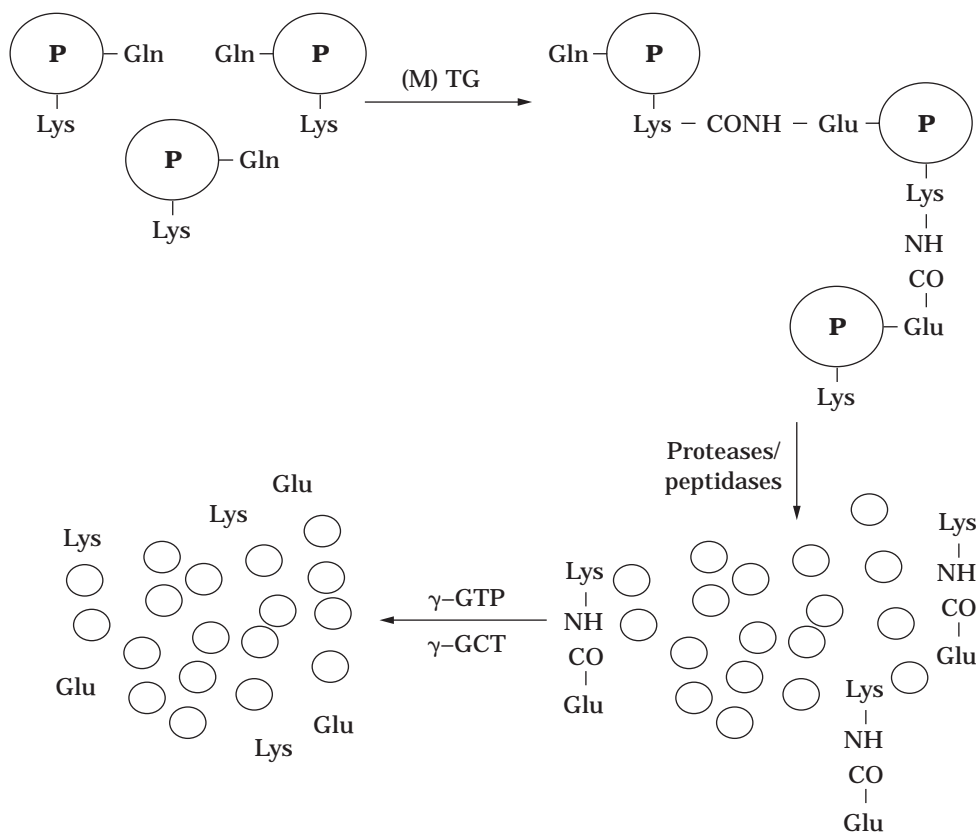 P
Gln
Lys
P
Gln
Lys
Gln
P
Lys
(M) TG
Gln
P
Lys – CONH – Glu
P
Lys
NH
CO
Glu
P
Lys
Proteases/
peptidases
Lys
NH
CO
Glu
Lys
NH
CO
Glu
Lys
NH
CO
Glu
γ–GTP
γ–GCT
Glu
Lys
Lys
Glu
Glu
Lys